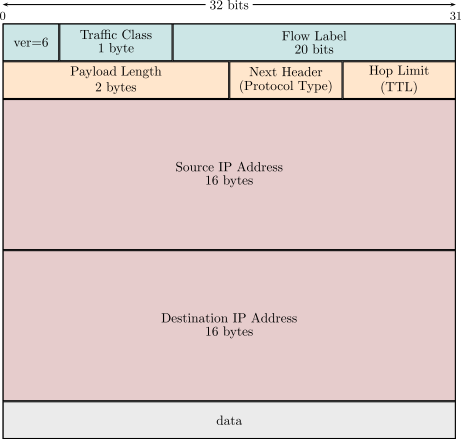 32 bits
0 31
ver=6 Traffic Class Flow Label
1 byte 20 bits
Payload Length Next Header Hop Limit
2 bytes (Protocol Type) (TTL)
Source IP Address
16 bytes
Destination IP Address
16 bytes
data